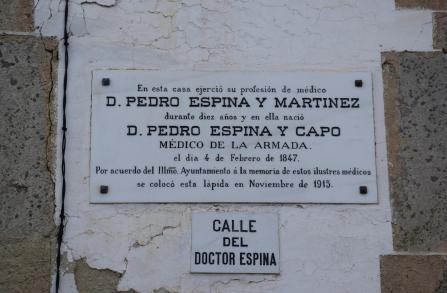 En esta casa ejerció su profesión de médico
D. PEDRO ESPINA Y MARTINEZ
durante diez años y en ella nació
D. PEDRO ESPINA Y CAPO
MÉDICO DE LA ARMADA.
el día 4 de Febrero de 1847.
Por acuerdo del Illmo. Ayuntamiento á la memoria de estos ilustres médicos
se colocó esta lápida en Noviembre de 1913.
CALLE
DEL
DOCTOR ESPINA